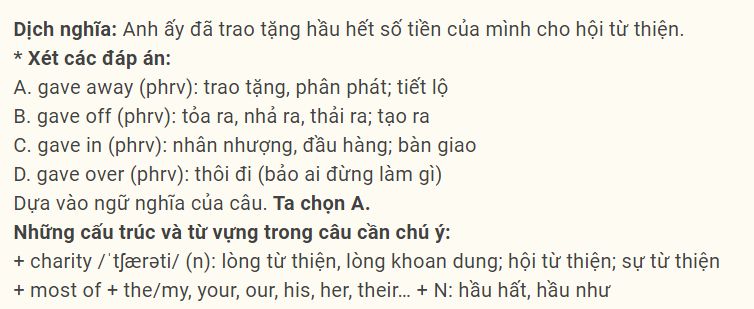 Dịch nghĩa: Anh ấy đã trao tặng hầu hết số tiền của mình cho hội từ thiện.
* Xét các đáp án:
A. gave away (phrv): trao tặng, phân phát; tiết lộ
B. gave off (phrv): tỏa ra, nhả ra, thải ra; tạo ra
C. gave in (phrv): nhân nhượng, đầu hàng; bàn giao
D. gave over (phrv): thôi đi (bảo ai đừng làm gì)
Dựa vào ngữ nghĩa của câu. Ta chọn A.
Những cấu trúc và từ vựng trong câu cần chú ý:
+ charity /ˈtʃærəti/ (n): lòng từ thiện, lòng khoan dung; hội từ thiện; sự từ thiện
+ most of + the/my, your, our, his, her, their… + N: hầu hết, hầu như